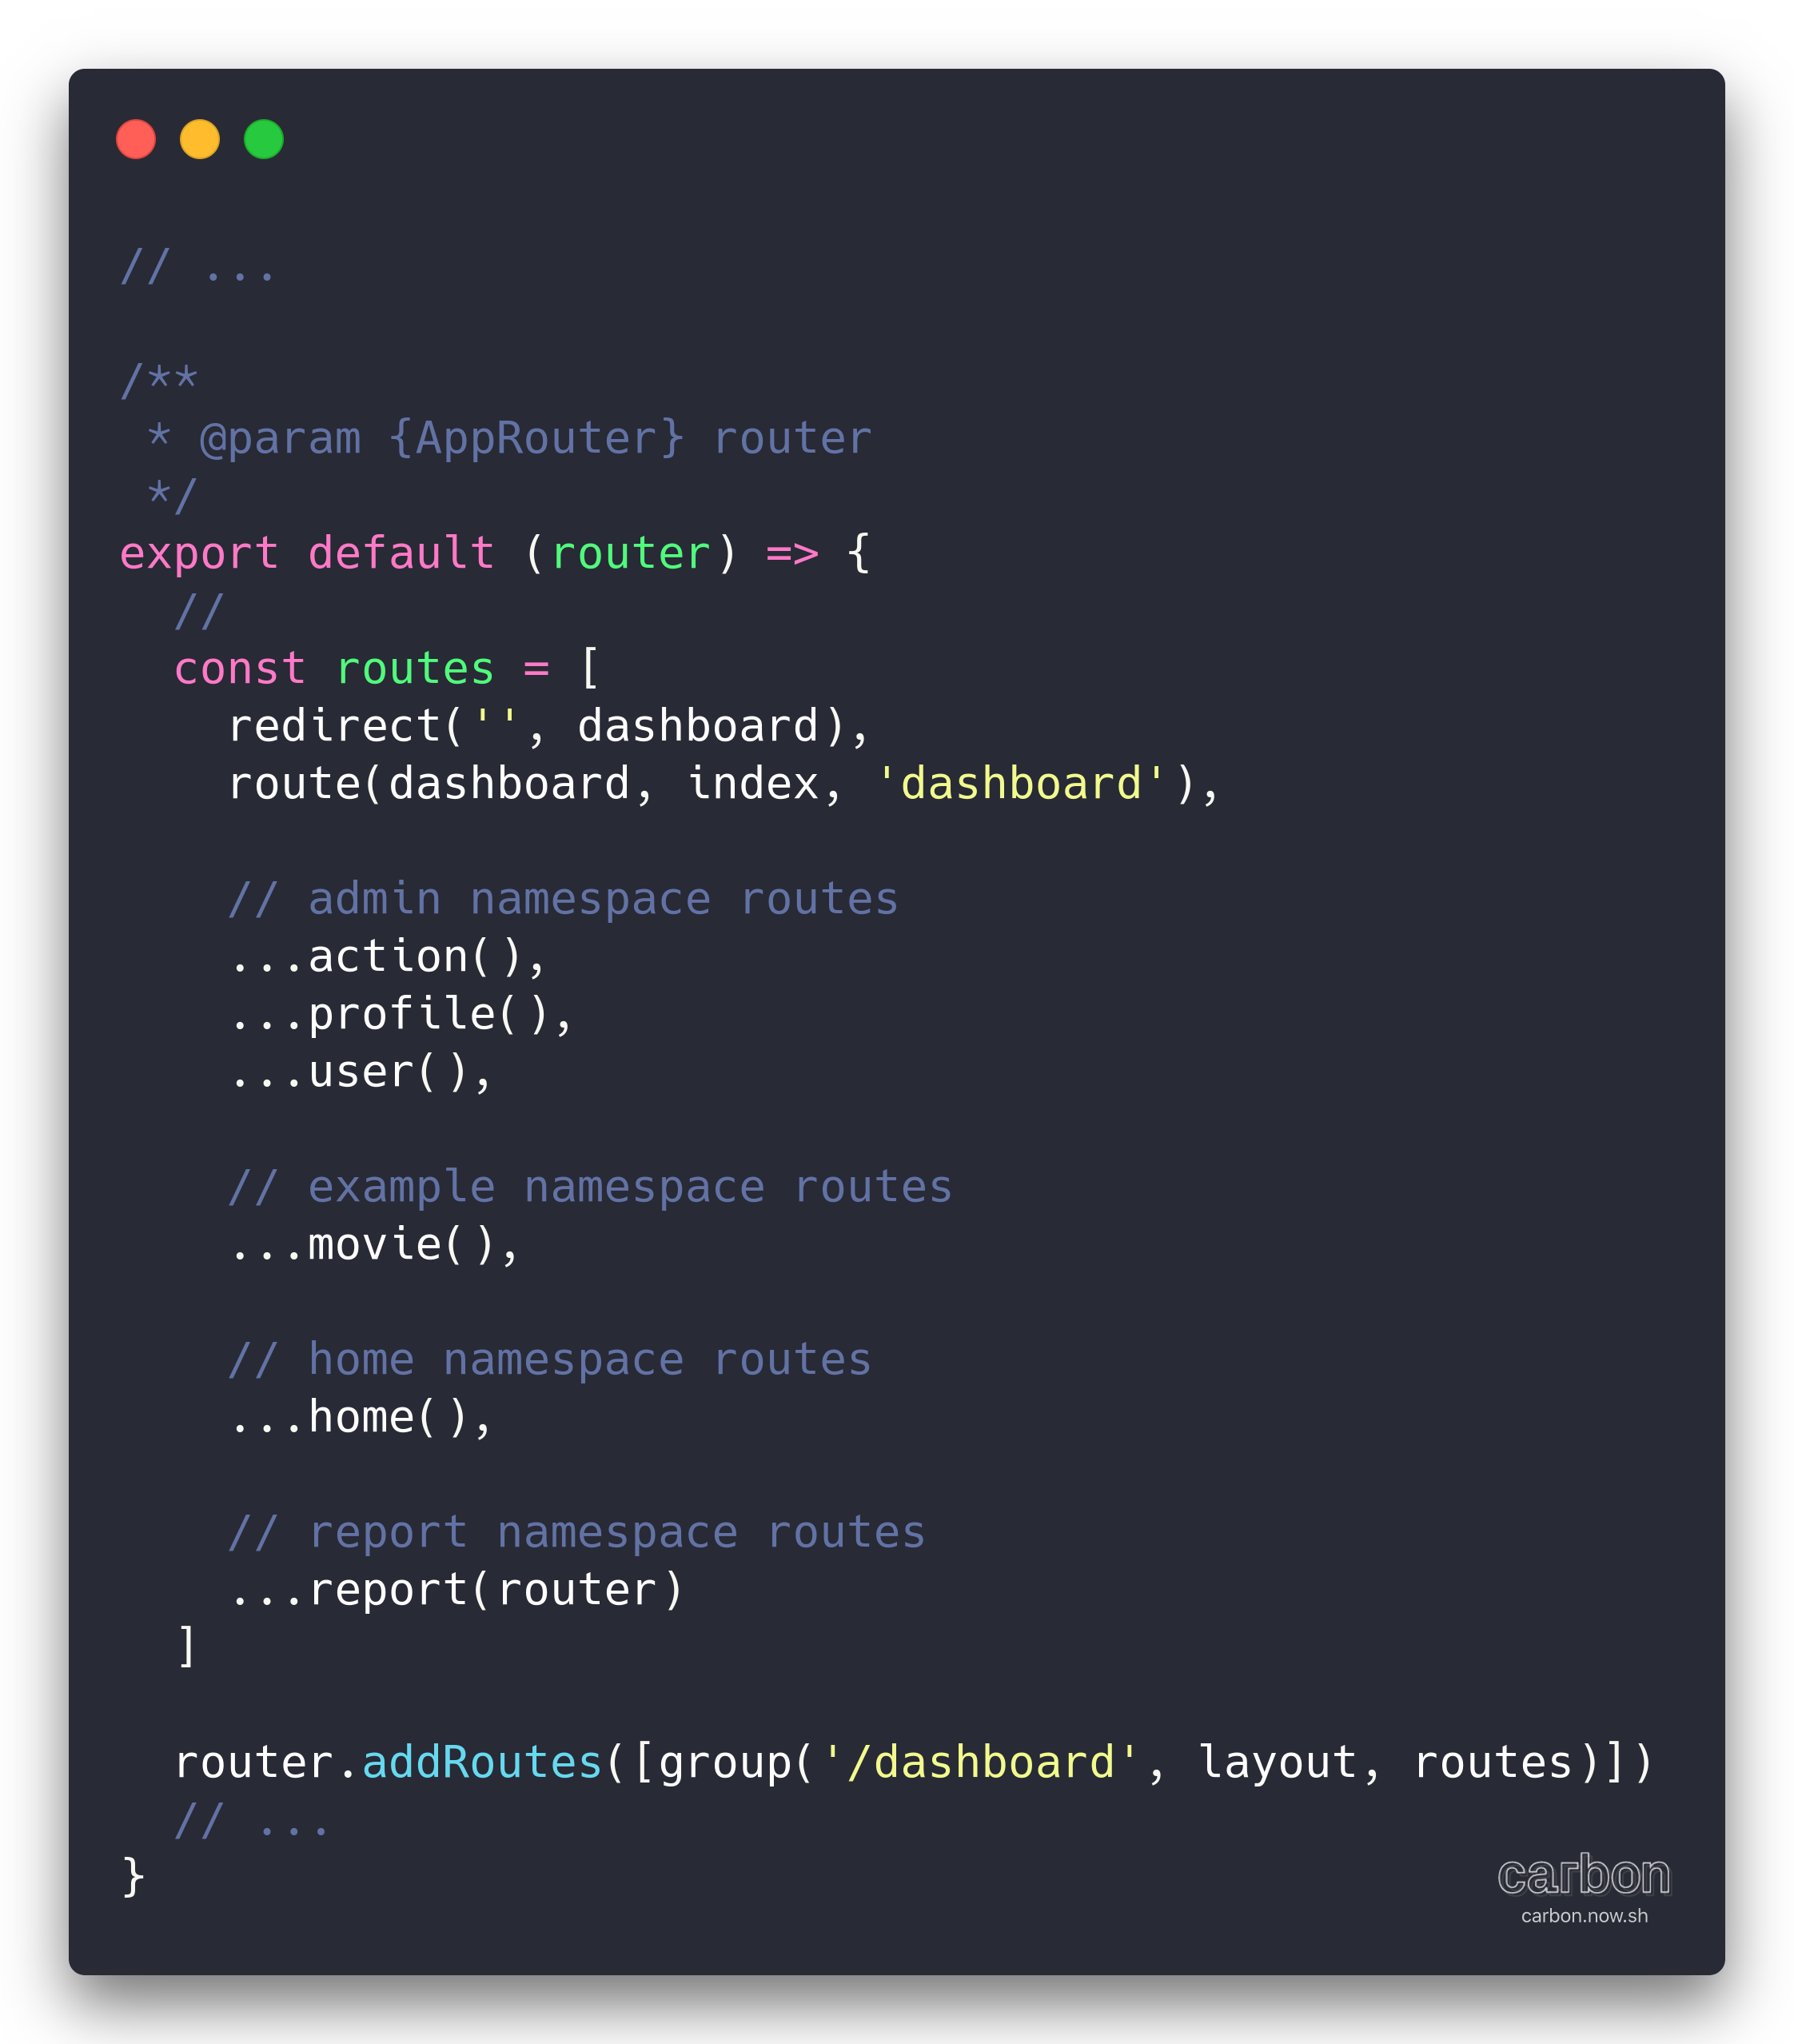 // ...

/**
 * @param {AppRouter} router
 */
export default (router) => {
  //
  const routes = [
    redirect('', dashboard),
    route(dashboard, index, 'dashboard'),

    // admin namespace routes
    ...action(),
    ...profile(),
    ...user(),

    // example namespace routes
    ...movie(),

    // home namespace routes
    ...home(),

    // report namespace routes
    ...report(router)
  ]

  router.addRoutes([group('/dashboard', layout, routes)])
  // ...
}
carbon
carbon.now.sh